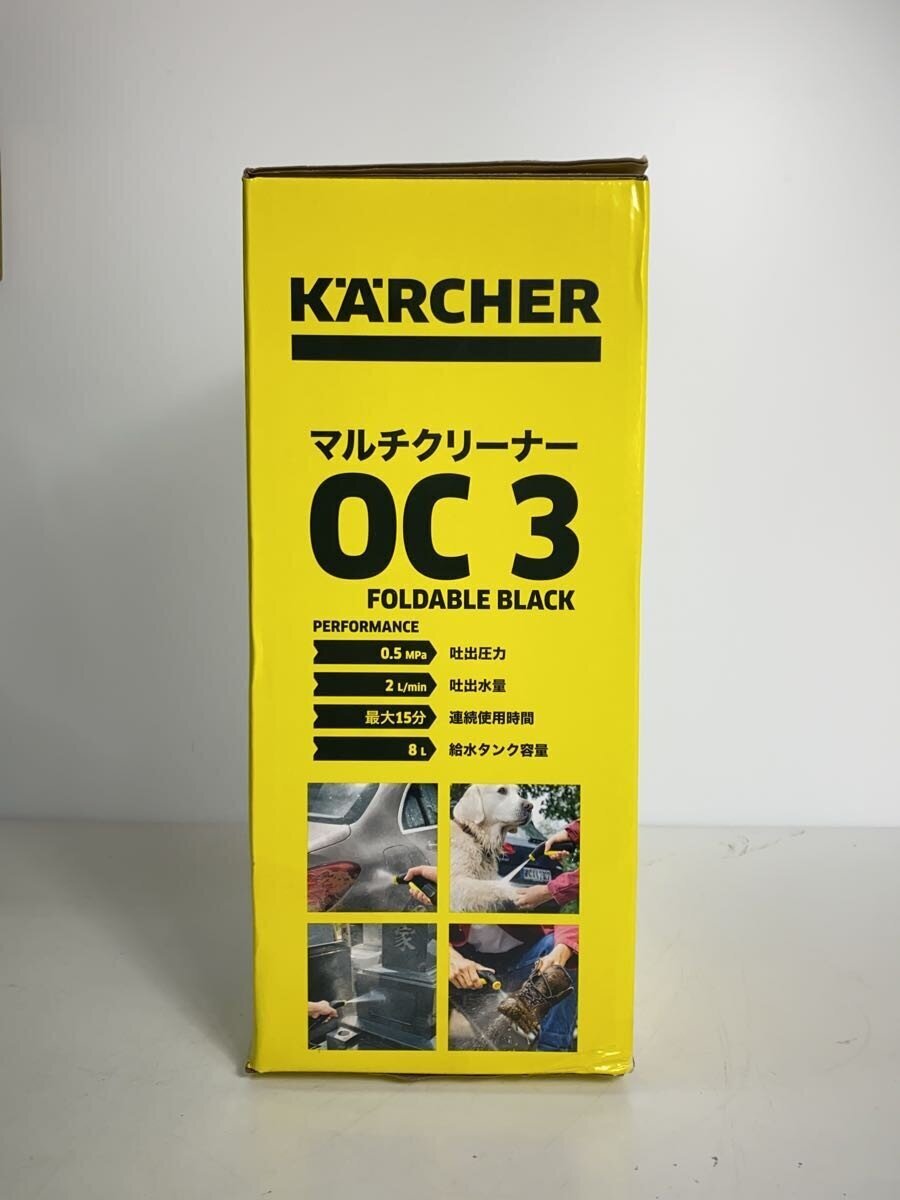 KÄRCHER
マルチクリーナー
OC 3
FOLDABLE BLACK
PERFORMANCE
0.5 MPa 吐出圧力
2 L/min 吐出水量
最大15分 連続使用時間
8 L 給水タンク容量
家